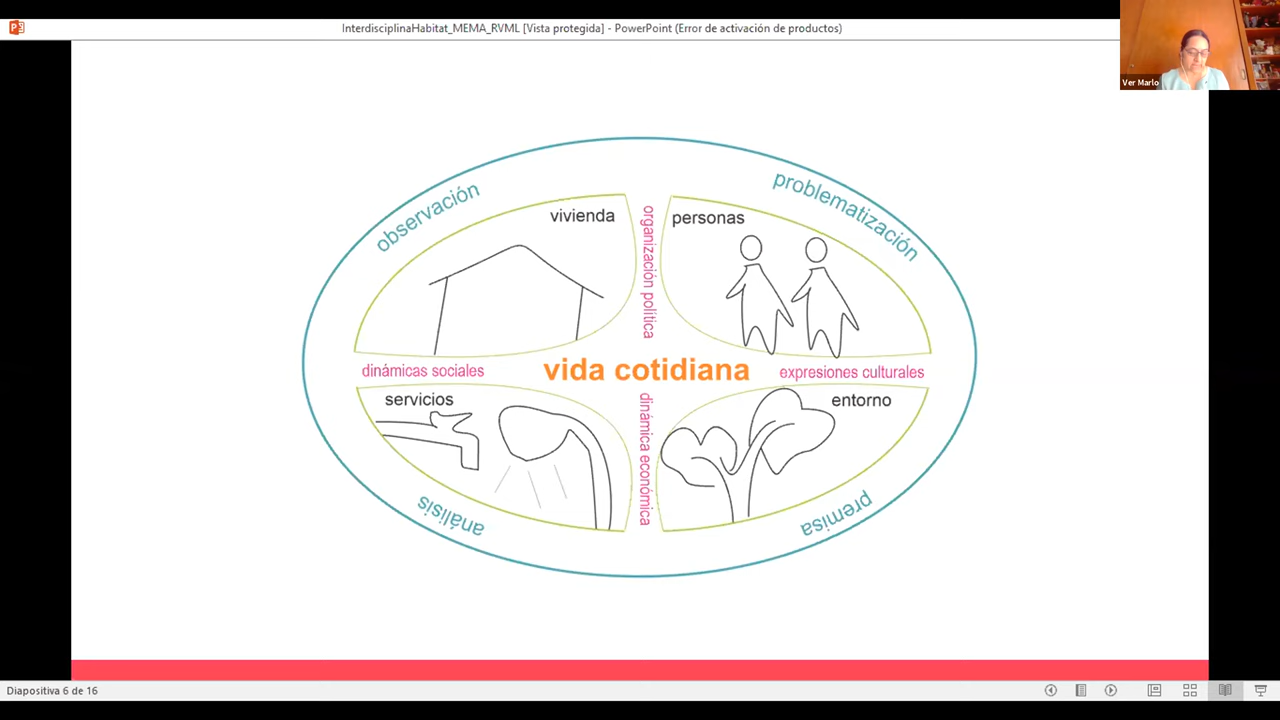 InterdisciplinaHabitat_MEMA_RVML [Vista protegida] - PowerPoint (Error de activación de productos)
Ver Marlo
observación
problematización
vivienda
organización política
personas
dinámicas sociales
vida cotidiana
expresiones culturales
servicios
dinámica económica
entorno
análisis
premisa
Diapositiva 6 de 16